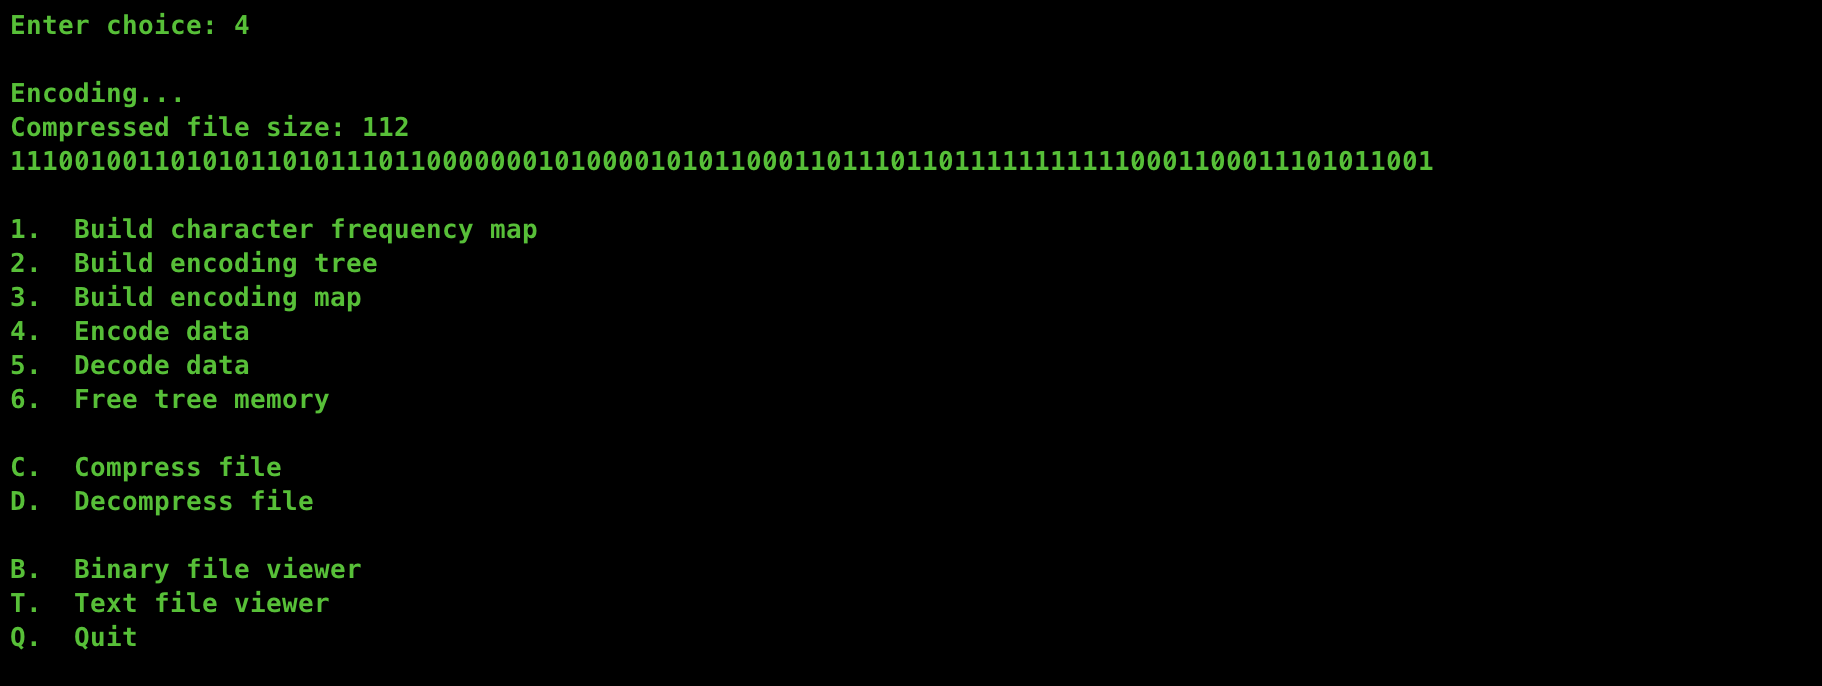 Enter choice: 4
Encoding...
Compressed file size: 112
11100100110101011010111011000000010100001010110001101110110111111111110001100011101011001
1.  Build character frequency map
2.  Build encoding tree
3.  Build encoding map
4.  Encode data
5.  Decode data
6.  Free tree memory
C.  Compress file
D.  Decompress file
B.  Binary file viewer
T.  Text file viewer
Q.  Quit